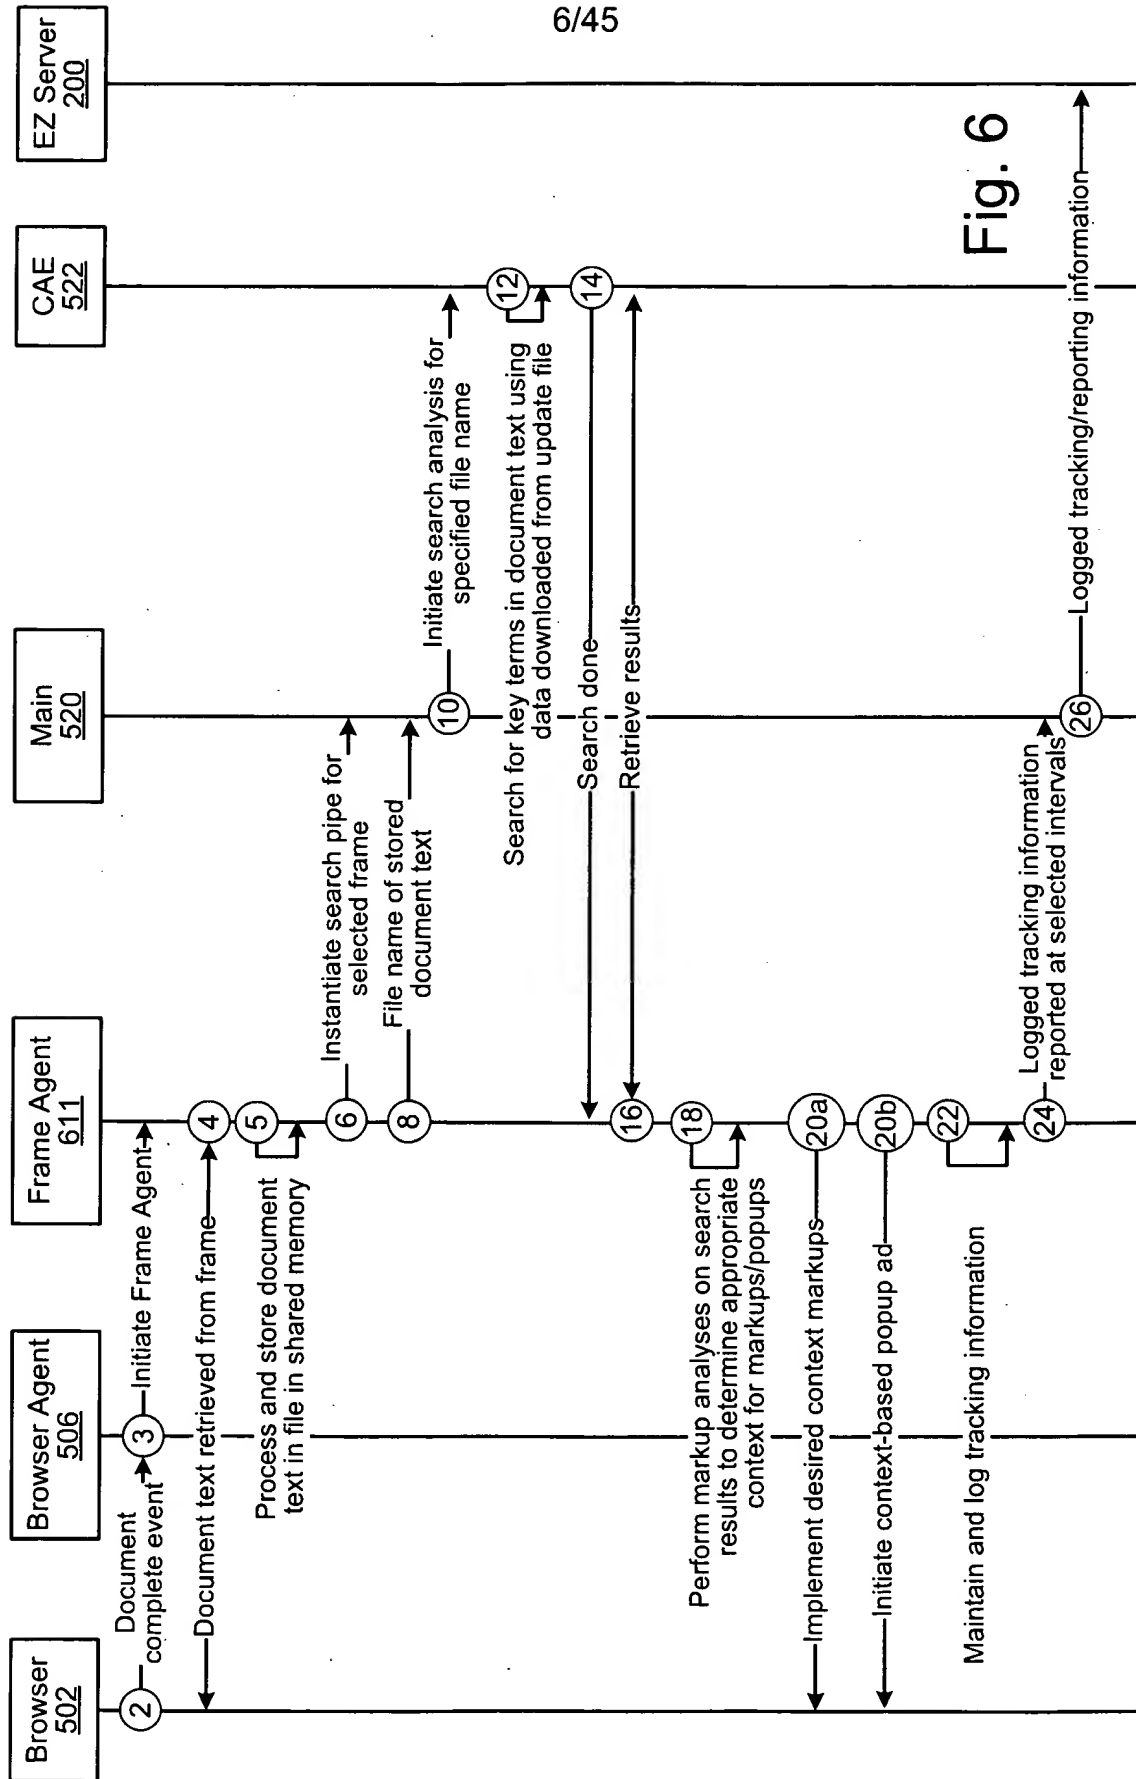 6/45
Browser
502
Browser Agent
506
Frame Agent
611
Main
520
CAE
522
EZ Server
200
2
Document
complete event
3
Initiate Frame Agent
4
Document text retrieved from frame
5
Process and store document
text in file in shared memory
6
Instantiate search pipe for
selected frame
8
File name of stored
document text
10
Initiate search analysis for
specified file name
12
Search for key terms in document text using
data downloaded from update file
14
Search done
16
Retrieve results
18
Perform markup analyses on search
results to determine appropriate
context for markups/popups
20a
Implement desired context markups
20b
Initiate context-based popup ad
22
Maintain and log tracking information
24
Logged tracking information
reported at selected intervals
26
Logged tracking/reporting information
Fig. 6